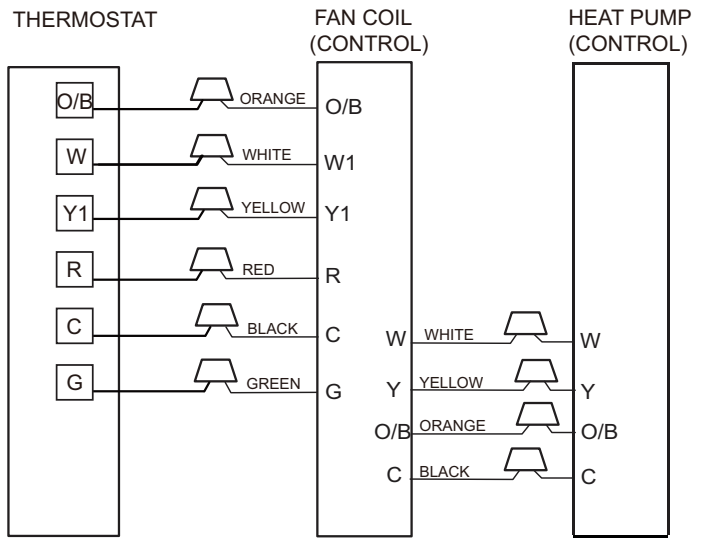 THERMOSTAT
FAN COIL
(CONTROL)
HEAT PUMP
(CONTROL)
O/B ORANGE O/B
W WHITE W1
Y1 YELLOW Y1
R RED R
C BLACK C
G GREEN G
W WHITE W
Y YELLOW Y
O/B ORANGE O/B
C BLACK C